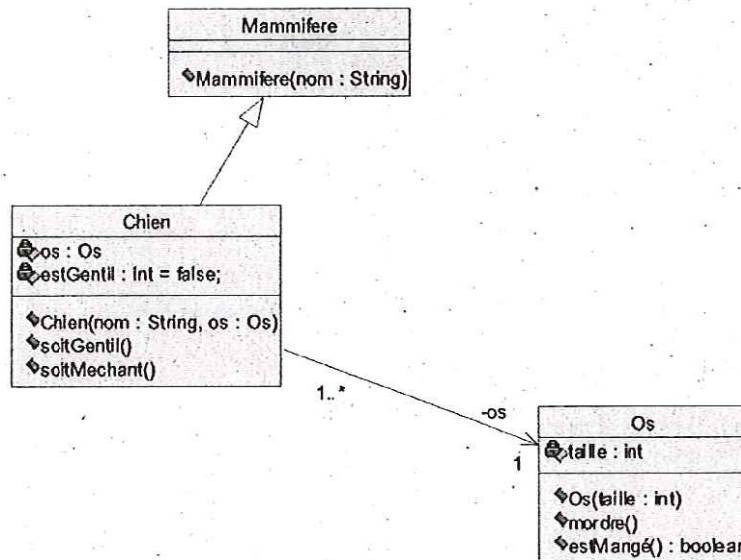 Mammifere
Mammifere(nom : String)
Chien
os : Os
estGentil : int = false;
Chien(nom : String, os : Os)
soitGentil()
soitMechant()
1..*
-os
1
Os
taille : int
Os(taille : int)
mordre()
estMangé() : boolean